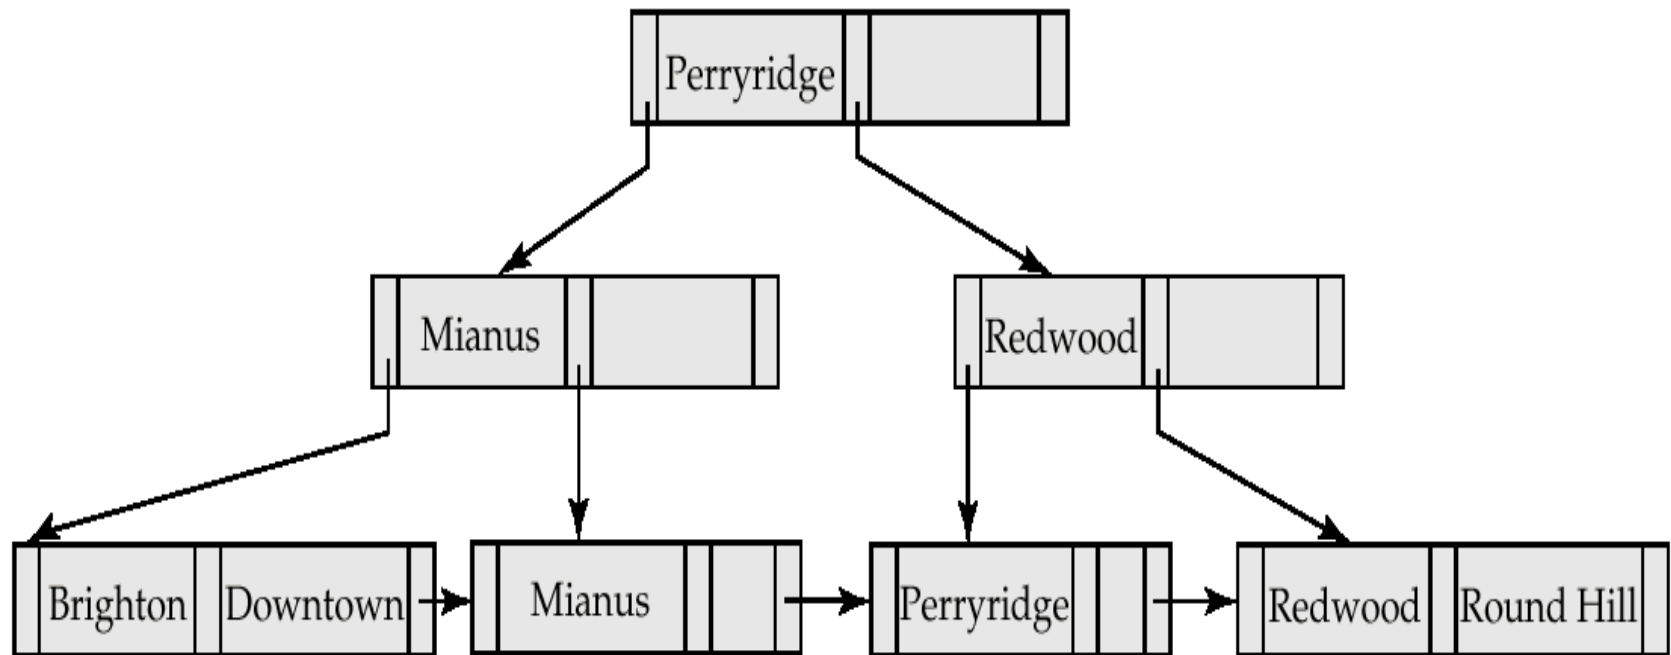 Perryridge
Mianus
Redwood
Brighton Downtown
Mianus
Perryridge
Redwood Round Hill